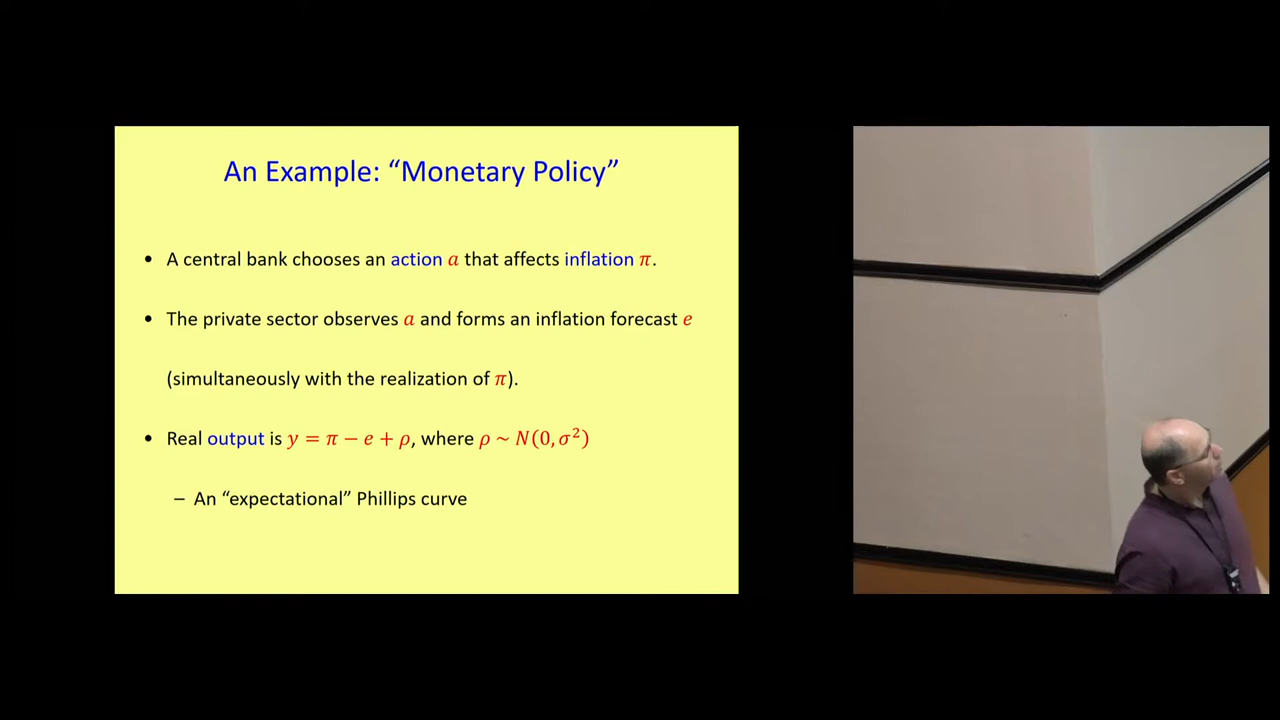 An Example: “Monetary Policy”
• A central bank chooses an action a that affects inflation π.
• The private sector observes a and forms an inflation forecast e
(simultaneously with the realization of π).
• Real output is y = π − e + ρ, where ρ ~ N(0, σ²)
– An “expectational” Phillips curve